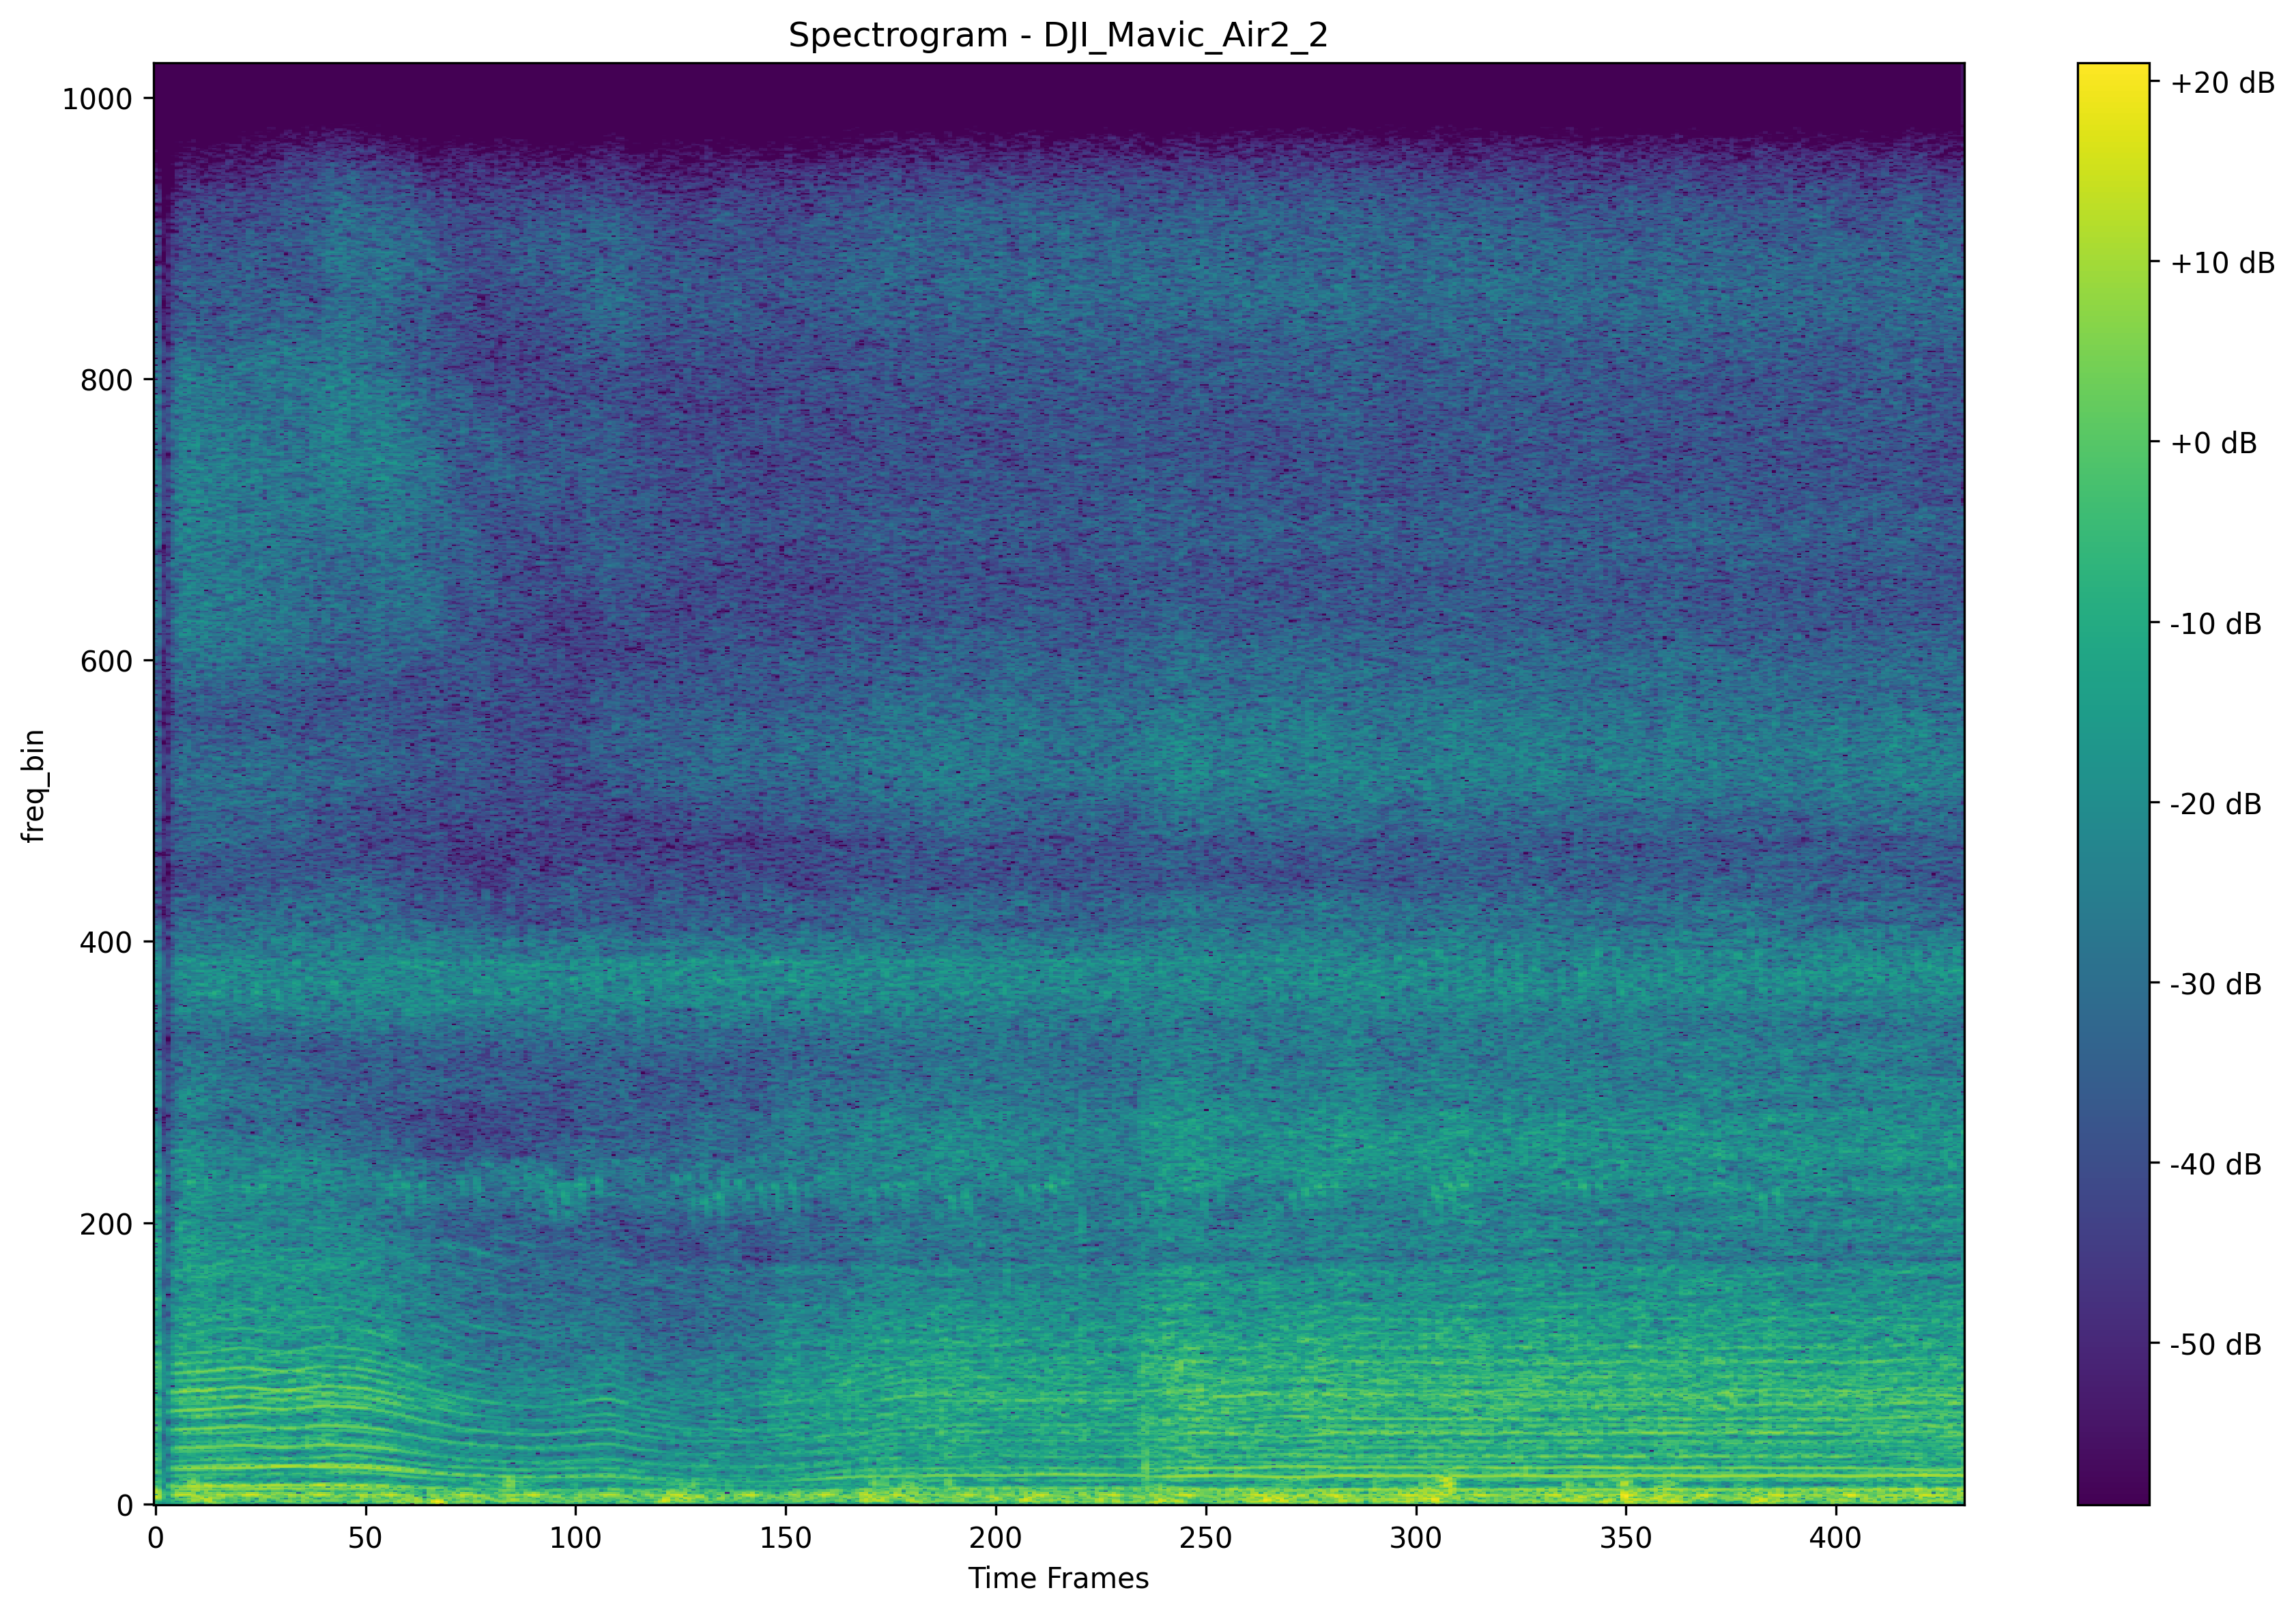 Spectrogram - DJI_Mavic_Air2_2
1000
800
600
400
200
0
freq_bin
0 50 100 150 200 250 300 350 400
Time Frames
+20 dB
+10 dB
+0 dB
-10 dB
-20 dB
-30 dB
-40 dB
-50 dB